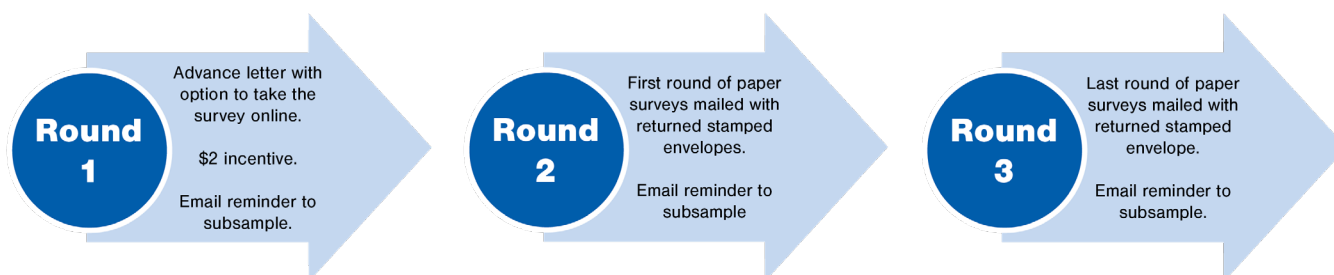 Round
1
Advance letter with
option to take the
survey online.
$2 incentive.
Email reminder to
subsample.
Round
2
First round of paper
surveys mailed with
returned stamped
envelopes.
Email reminder to
subsample
Round
3
Last round of paper
surveys mailed with
returned stamped
envelope.
Email reminder to
subsample.